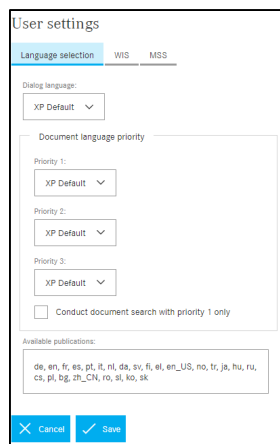 User settings
Language selection WIS MSS
Dialog language:
XP Default
Document language priority
Priority 1:
XP Default
Priority 2:
XP Default
Priority 3:
XP Default
Conduct document search with priority 1 only
Available publications:
de, en, fr, es, pt, it, nl, da, sv, fi, el, en_US, no, tr, ja, hu, ru,
cs, pl, bg, zh_CN, ro, sl, ko, sk
Cancel Save